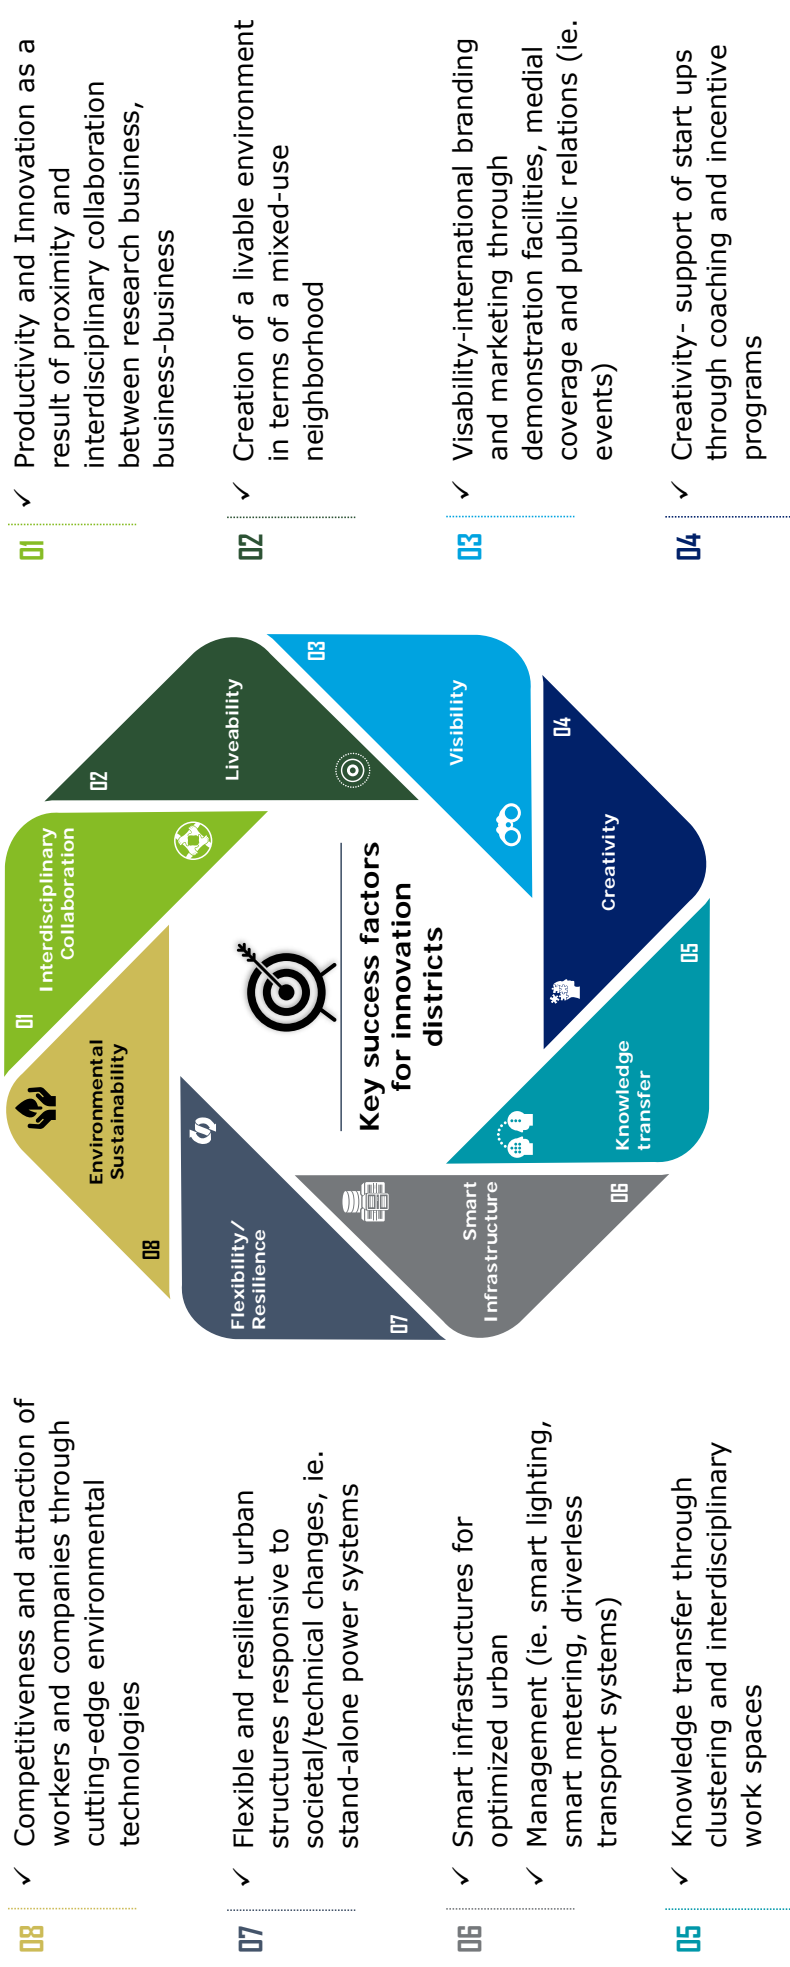 08
✓ Competitiveness and attraction of
workers and companies through
cutting-edge environmental
technologies
07
✓ Flexible and resilient urban
structures responsive to
societal/technical changes, ie.
stand-alone power systems
06
✓ Smart infrastructures for
optimized urban
✓ Management (ie. smart lighting,
smart metering, driverless
transport systems)
05
✓ Knowledge transfer through
clustering and interdisciplinary
work spaces
Key success factors
for innovation
districts
01
Interdisciplinary
Collaboration
02
Liveability
03
Visibility
04
Creativity
05
Knowledge
transfer
06
Smart
Infrastructure
07
Flexibility/
Resilience
08
Environmental
Sustainability
01
✓ Productivity and Innovation as a
result of proximity and
interdisciplinary collaboration
between research business,
business-business
02
✓ Creation of a livable environment
in terms of a mixed-use
neighborhood
03
✓ Visability-international branding
and marketing through
demonstration facilities, medial
coverage and public relations (ie.
events)
04
✓ Creativity- support of start ups
through coaching and incentive
programs